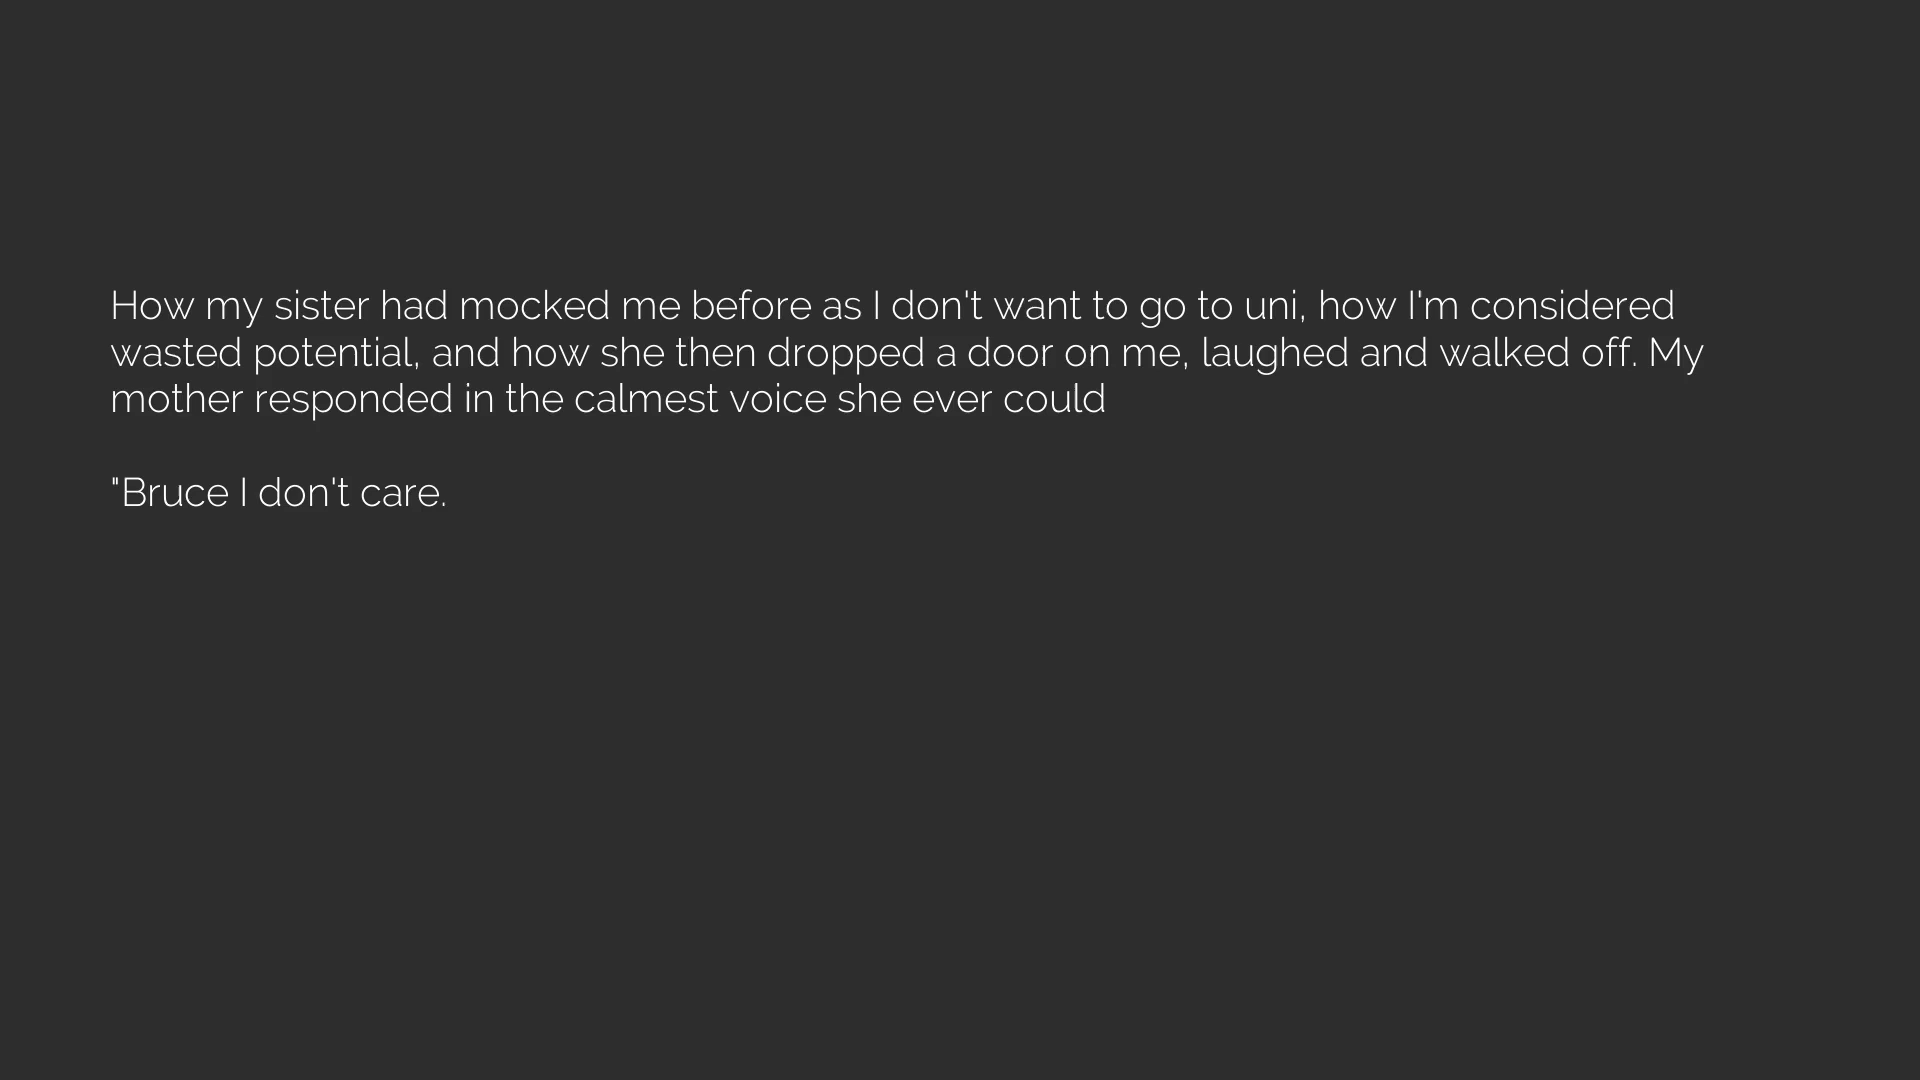 How my sister had mocked me before as I don't want to go to uni, how I'm considered
wasted potential, and how she then dropped a door on me, laughed and walked off. My
mother responded in the calmest voice she ever could
"Bruce I don't care.